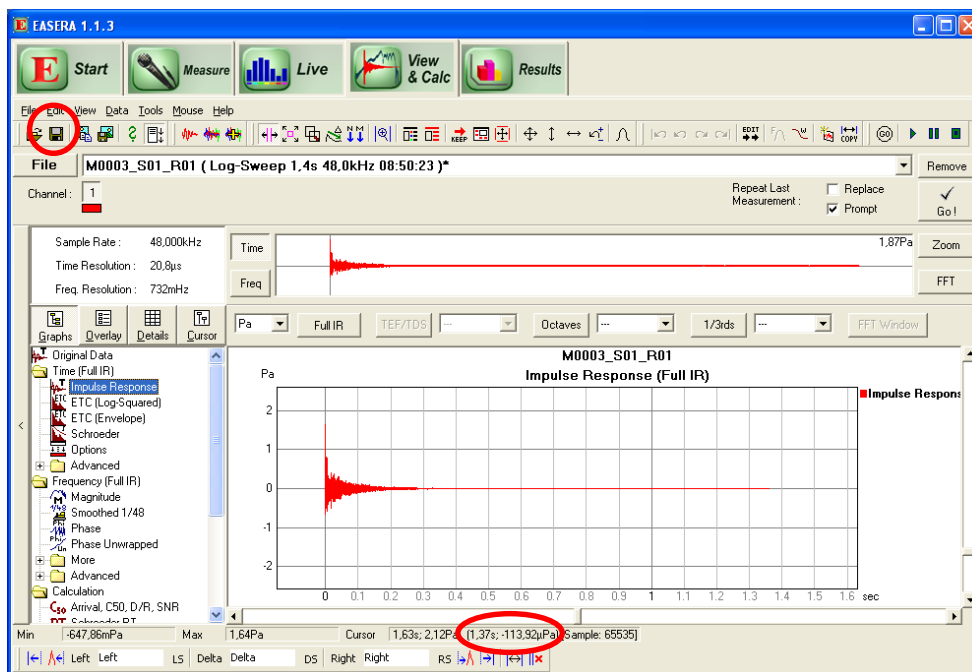 EASERA 1.1.3
Start Measure Live View & Calc Results
File Edit View Data Tools Mouse Help
KEEP EDIT COPY GO
File M0003_S01_R01 ( Log-Sweep 1,4s 48,0kHz 08:50:23 )* Remove
Channel : 1 Repeat Last Measurement : Replace Prompt Go !
Sample Rate : 48,000kHz
Time Resolution : 20,8µs
Freq. Resolution : 732mHz
Time 1,87Pa Zoom
Freq FFT
Graphs Overlay Details Cursor
Pa Full IR TEF/TDS --- Octaves --- 1/3rds --- FFT Window
Original Data
Time (Full IR)
Impulse Response
ETC (Log-Squared)
ETC (Envelope)
Schroeder
Options
Advanced
Frequency (Full IR)
Magnitude
Smoothed 1/48
Phase
Phase Unwrapped
More
Advanced
Calculation
C50 Arrival, C50, D/R, SNR
RT Schroeder RT
M0003_S01_R01
Impulse Response (Full IR)
Pa
Impulse Respons
2
1
0
-1
-2
0 0.1 0.2 0.3 0.4 0.5 0.6 0.7 0.8 0.9 1 1.1 1.2 1.3 1.4 1.5 1.6 sec
Min -647,86mPa Max 1,64Pa Cursor 1,63s; 2,12Pa [1,37s; -113,92µPa] [Sample: 65535]
Left Left LS Delta Delta DS Right Right RS